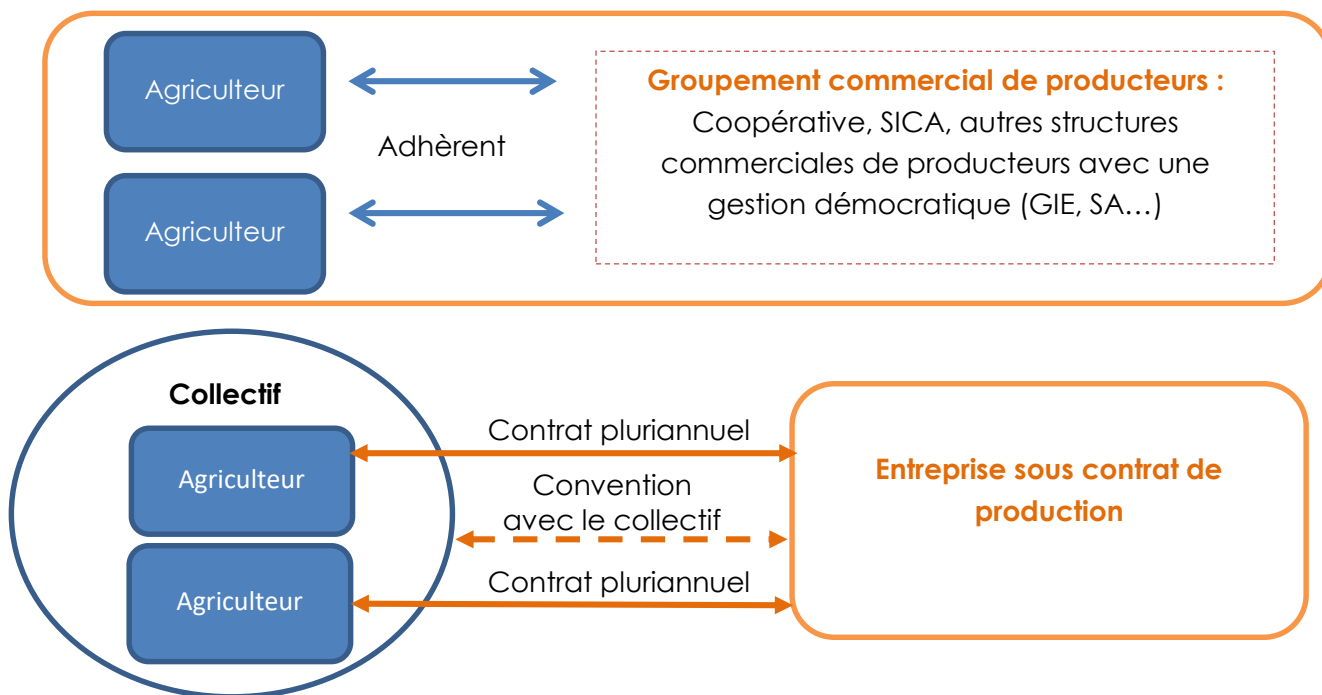 Agriculteur
Adhèrent
Agriculteur
Groupement commercial de producteurs :
Coopérative, SICA, autres structures
commerciales de producteurs avec une
gestion démocratique (GIE, SA…)
Collectif
Agriculteur
Agriculteur
Contrat pluriannuel
Convention
avec le collectif
Contrat pluriannuel
Entreprise sous contrat de
production